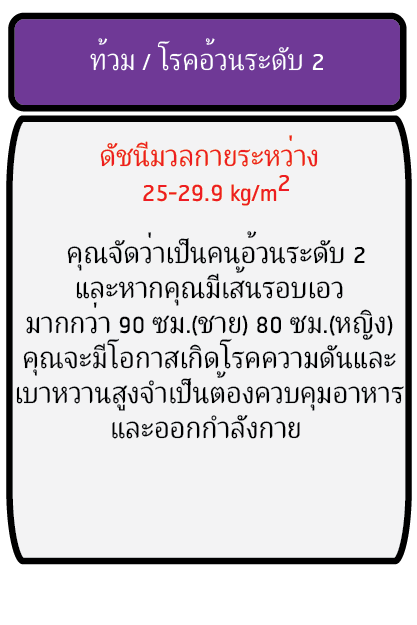 ท้วม / โรคอ้วนระดับ 2
ดัชนีมวลกายระหว่าง
25-29.9 kg/m²
คุณจัดว่าเป็นคนอ้วนระดับ 2
และหากคุณมีเส้นรอบเอว
มากกว่า 90 ซม.(ชาย) 80 ซม.(หญิง)
คุณจะมีโอกาสเกิดโรคความดันและ
เบาหวานสูงจำเป็นต้องควบคุมอาหาร
และออกกำลังกาย